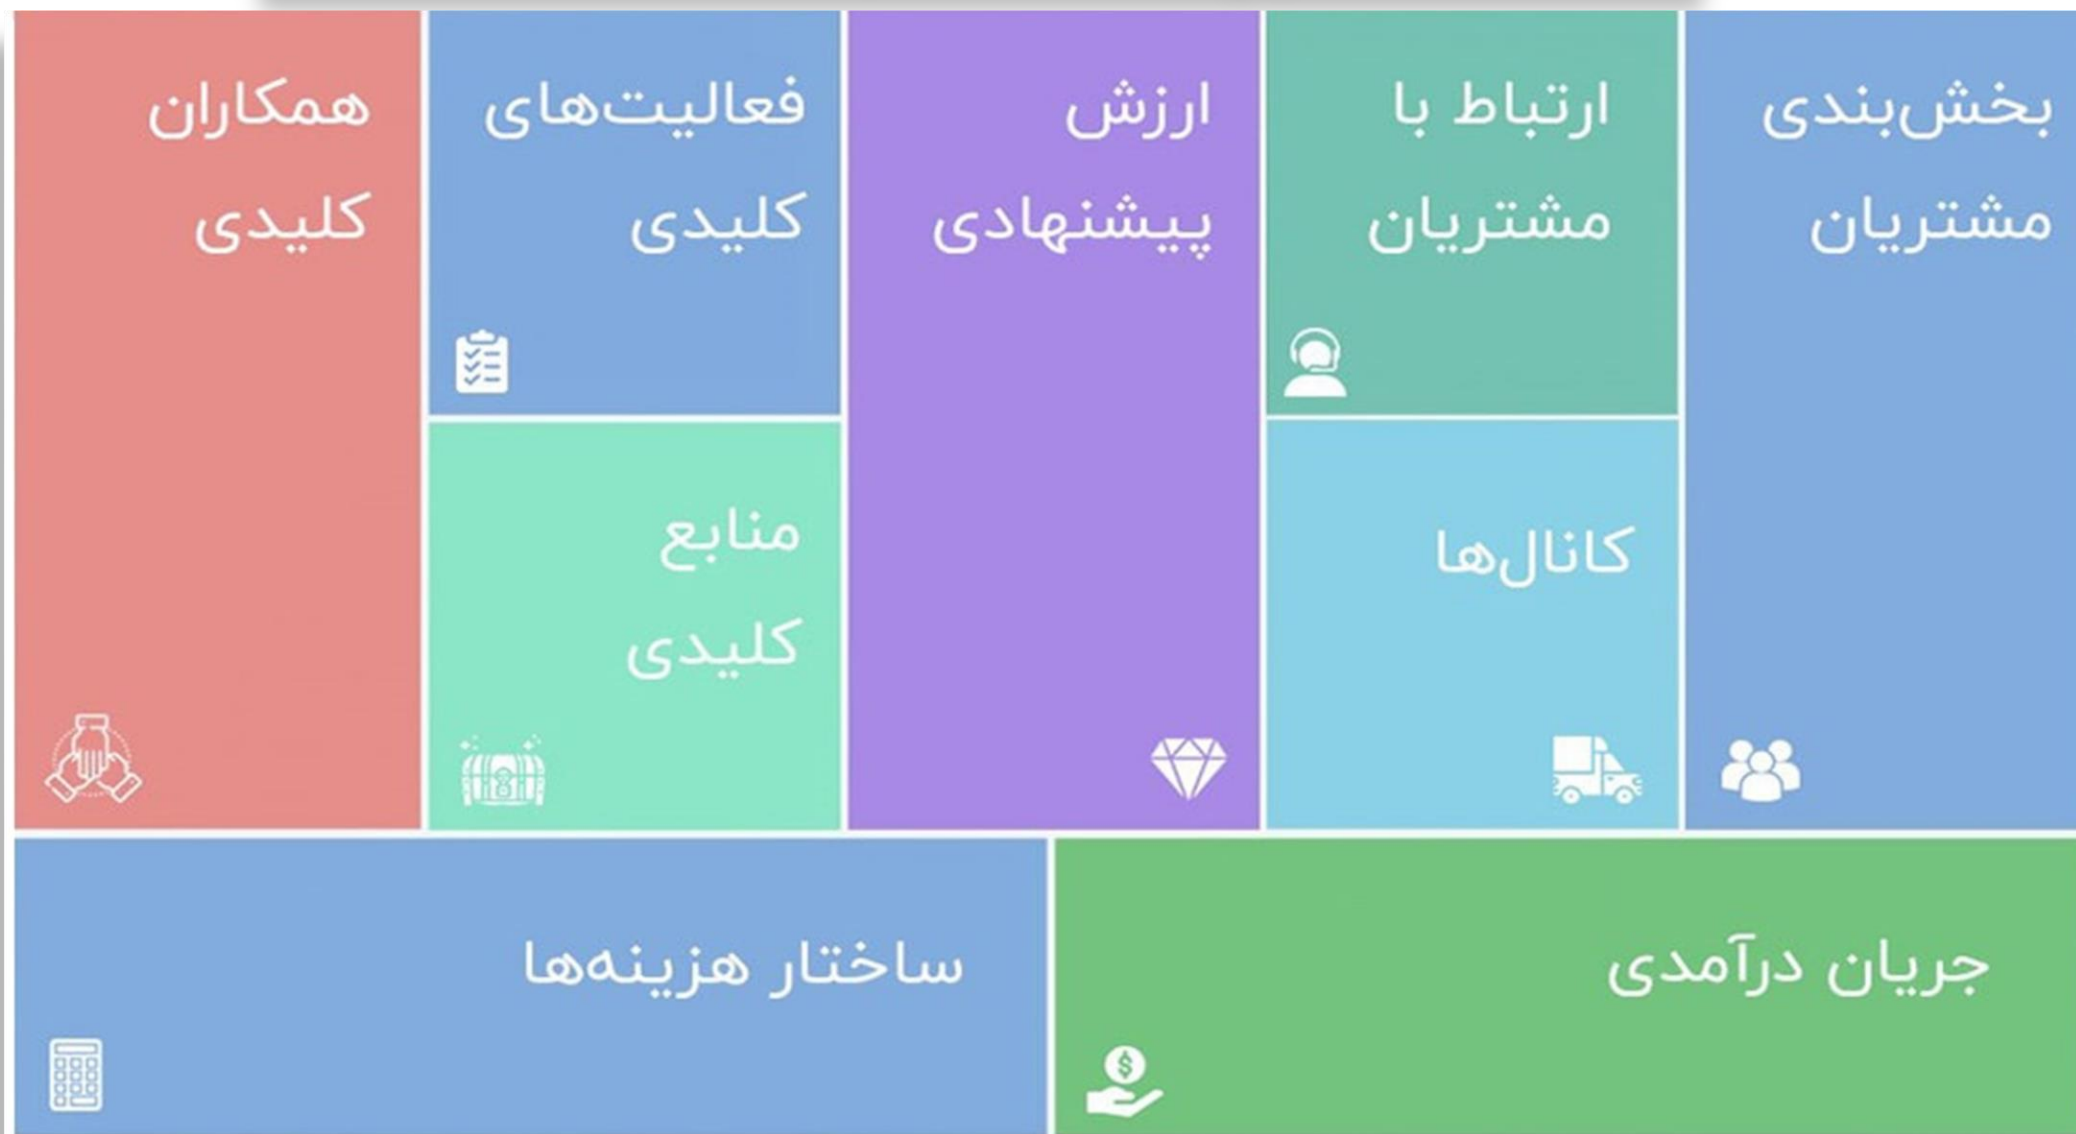 بخش‌بندی
مشتریان
ارتباط با
مشتریان
کانال‌ها
ارزش
پیشنهادی
فعالیت‌های
کلیدی
منابع
کلیدی
همکاران
کلیدی
جریان درآمدی
ساختار هزینه‌ها
$